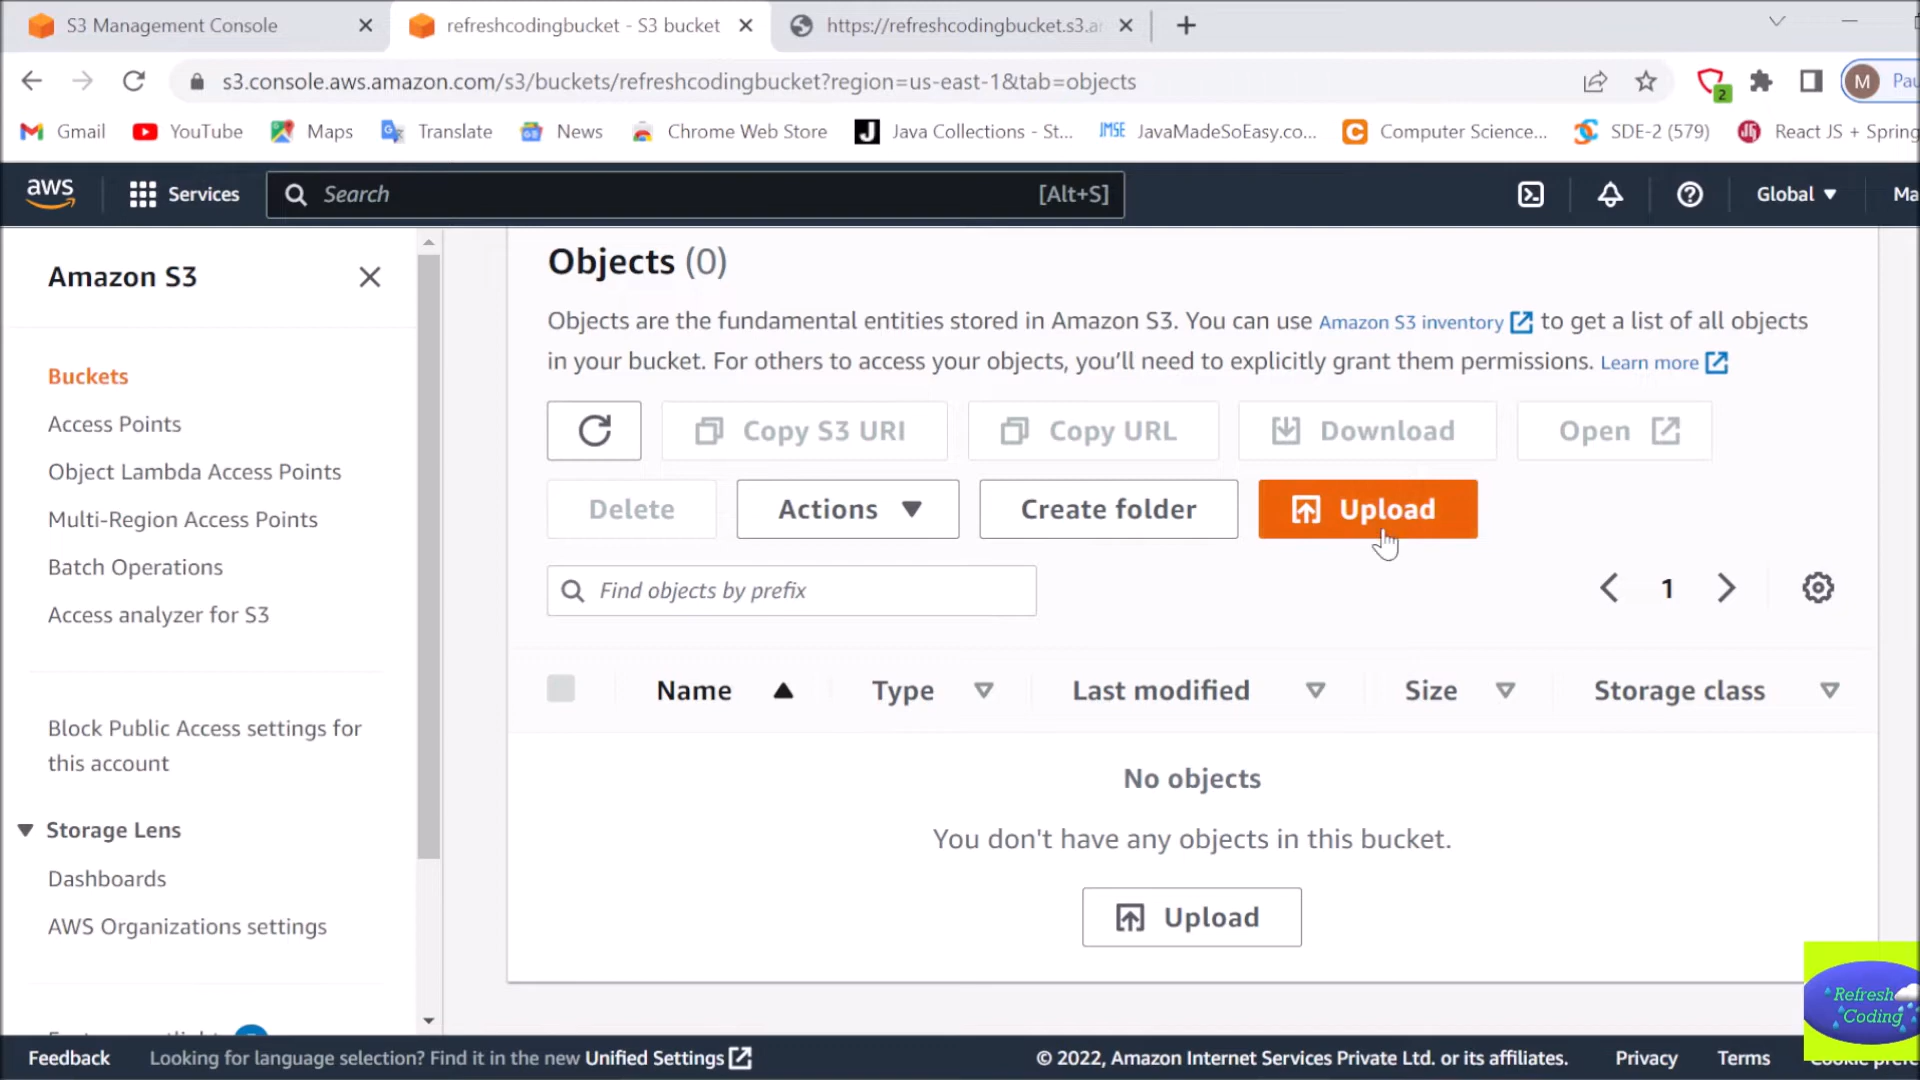 S3 Management Console
refreshcodingbucket - S3 bucket
https://refreshcodingbucket.s3.ar
s3.console.aws.amazon.com/s3/buckets/refreshcodingbucket?region=us-east-1&tab=objects
2
M
Pau
Gmail
YouTube
Maps
Translate
News
Chrome Web Store
J
Java Collections - St...
JMSE
JavaMadeSoEasy.co...
Computer Science...
SDE-2 (579)
React JS + Spring
aws
Services
Search
[Alt+S]
Global
Ma
Amazon S3
Buckets
Access Points
Object Lambda Access Points
Multi-Region Access Points
Batch Operations
Access analyzer for S3
Block Public Access settings for
this account
Storage Lens
Dashboards
AWS Organizations settings
Objects (0)
Objects are the fundamental entities stored in Amazon S3. You can use Amazon S3 inventory to get a list of all objects
in your bucket. For others to access your objects, you'll need to explicitly grant them permissions. Learn more
Copy S3 URI
Copy URL
Download
Open
Delete
Actions
Create folder
Upload
Find objects by prefix
1
Name
Type
Last modified
Size
Storage class
No objects
You don't have any objects in this bucket.
Upload
Refresh
Coding
Feedback
Looking for language selection? Find it in the new Unified Settings
© 2022, Amazon Internet Services Private Ltd. or its affiliates.
Privacy
Terms